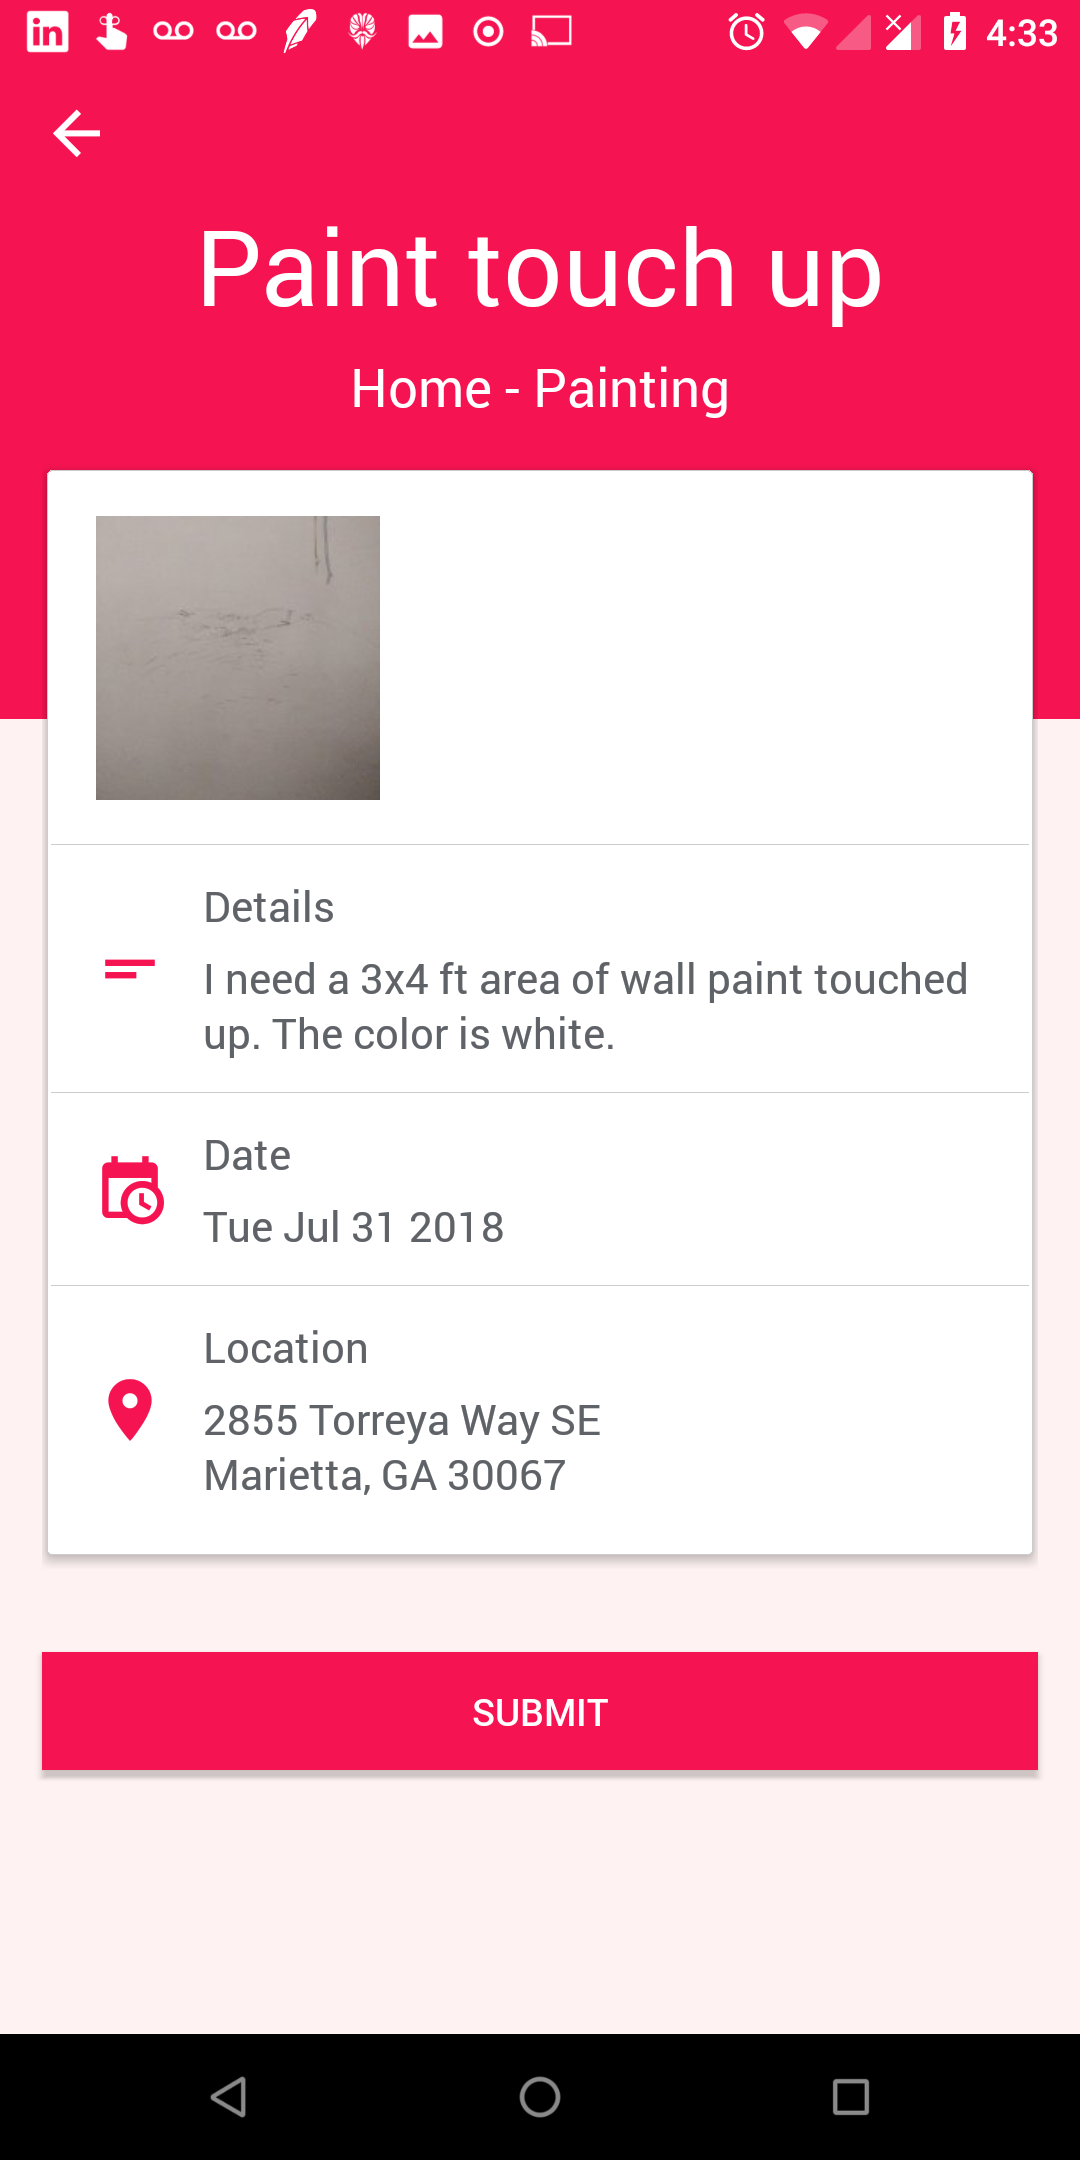 in
4:33
Paint touch up
Home - Painting
Details
I need a 3x4 ft area of wall paint touched
up. The color is white.
Date
Tue Jul 31 2018
Location
2855 Torreya Way SE
Marietta, GA 30067
SUBMIT